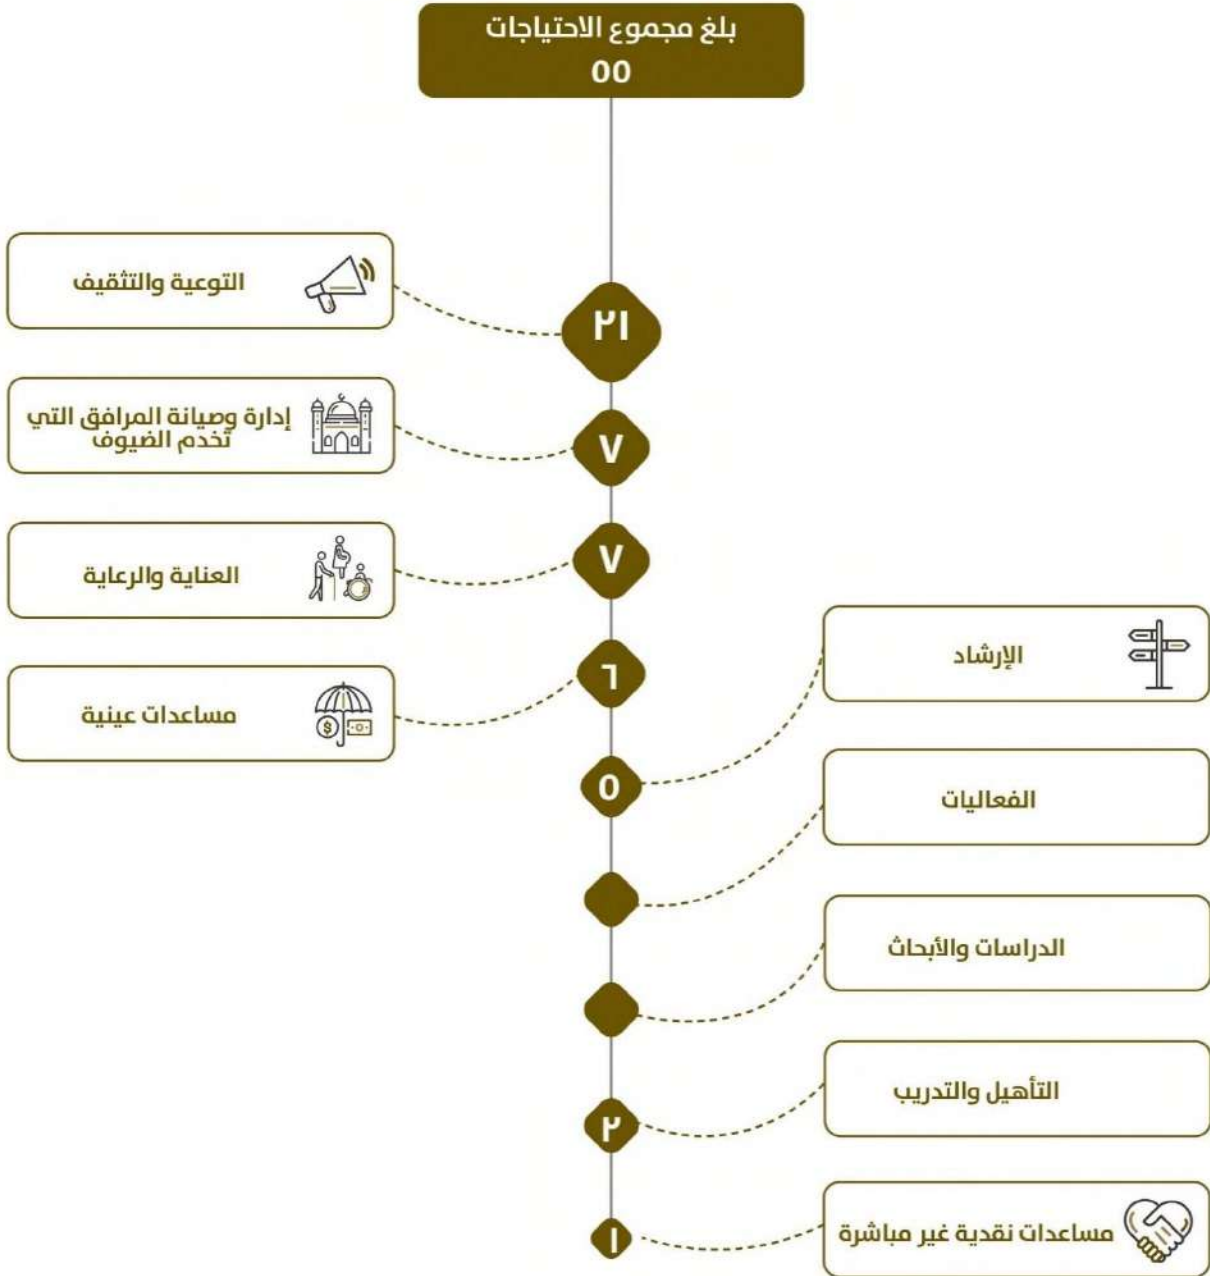 بلغ مجموع الاحتياجات
٥٥
التوعية والتثقيف
٢١
إدارة وصيانة المرافق التي
تخدم الضيوف
٧
العناية والرعاية
٧
مساعدات عينية
٦
الإرشاد
٥
الفعاليات
الدراسات والأبحاث
التأهيل والتدريب
٢
مساعدات نقدية غير مباشرة
١